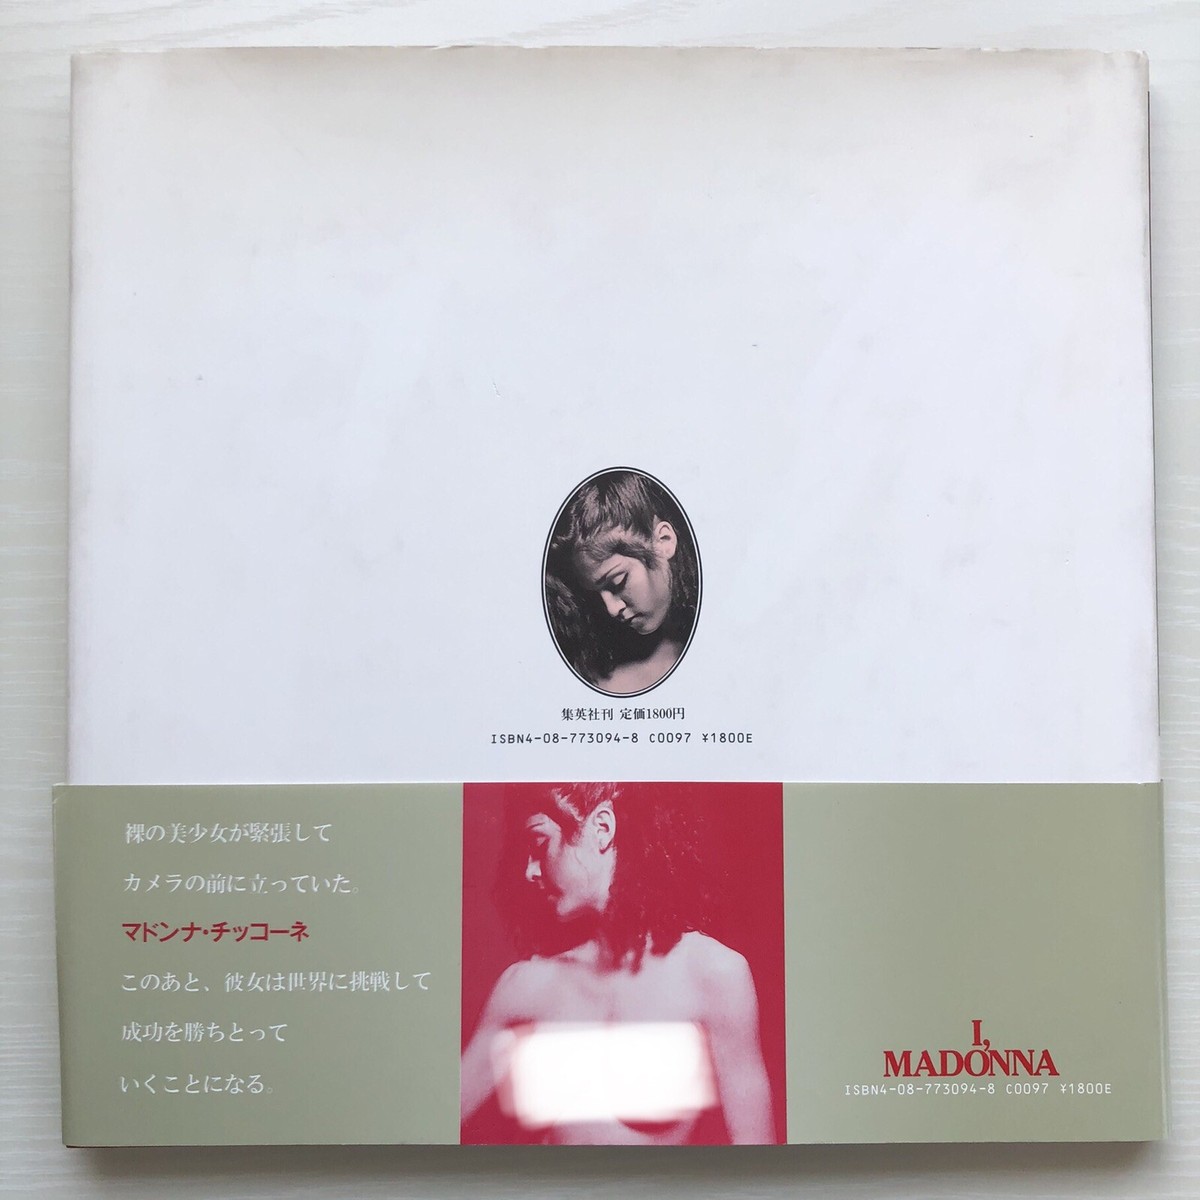 集英社刊 定価1800円
ISBN4-08-773094-8 C0097 ¥1800E
裸の美少女が緊張して
カメラの前に立っていた。
マドンナ・チッコーネ
このあと、彼女は世界に挑戦して
成功を勝ちとって
いくことになる。
I,
MADONNA
ISBN4-08-773094-8 C0097 ¥1800E